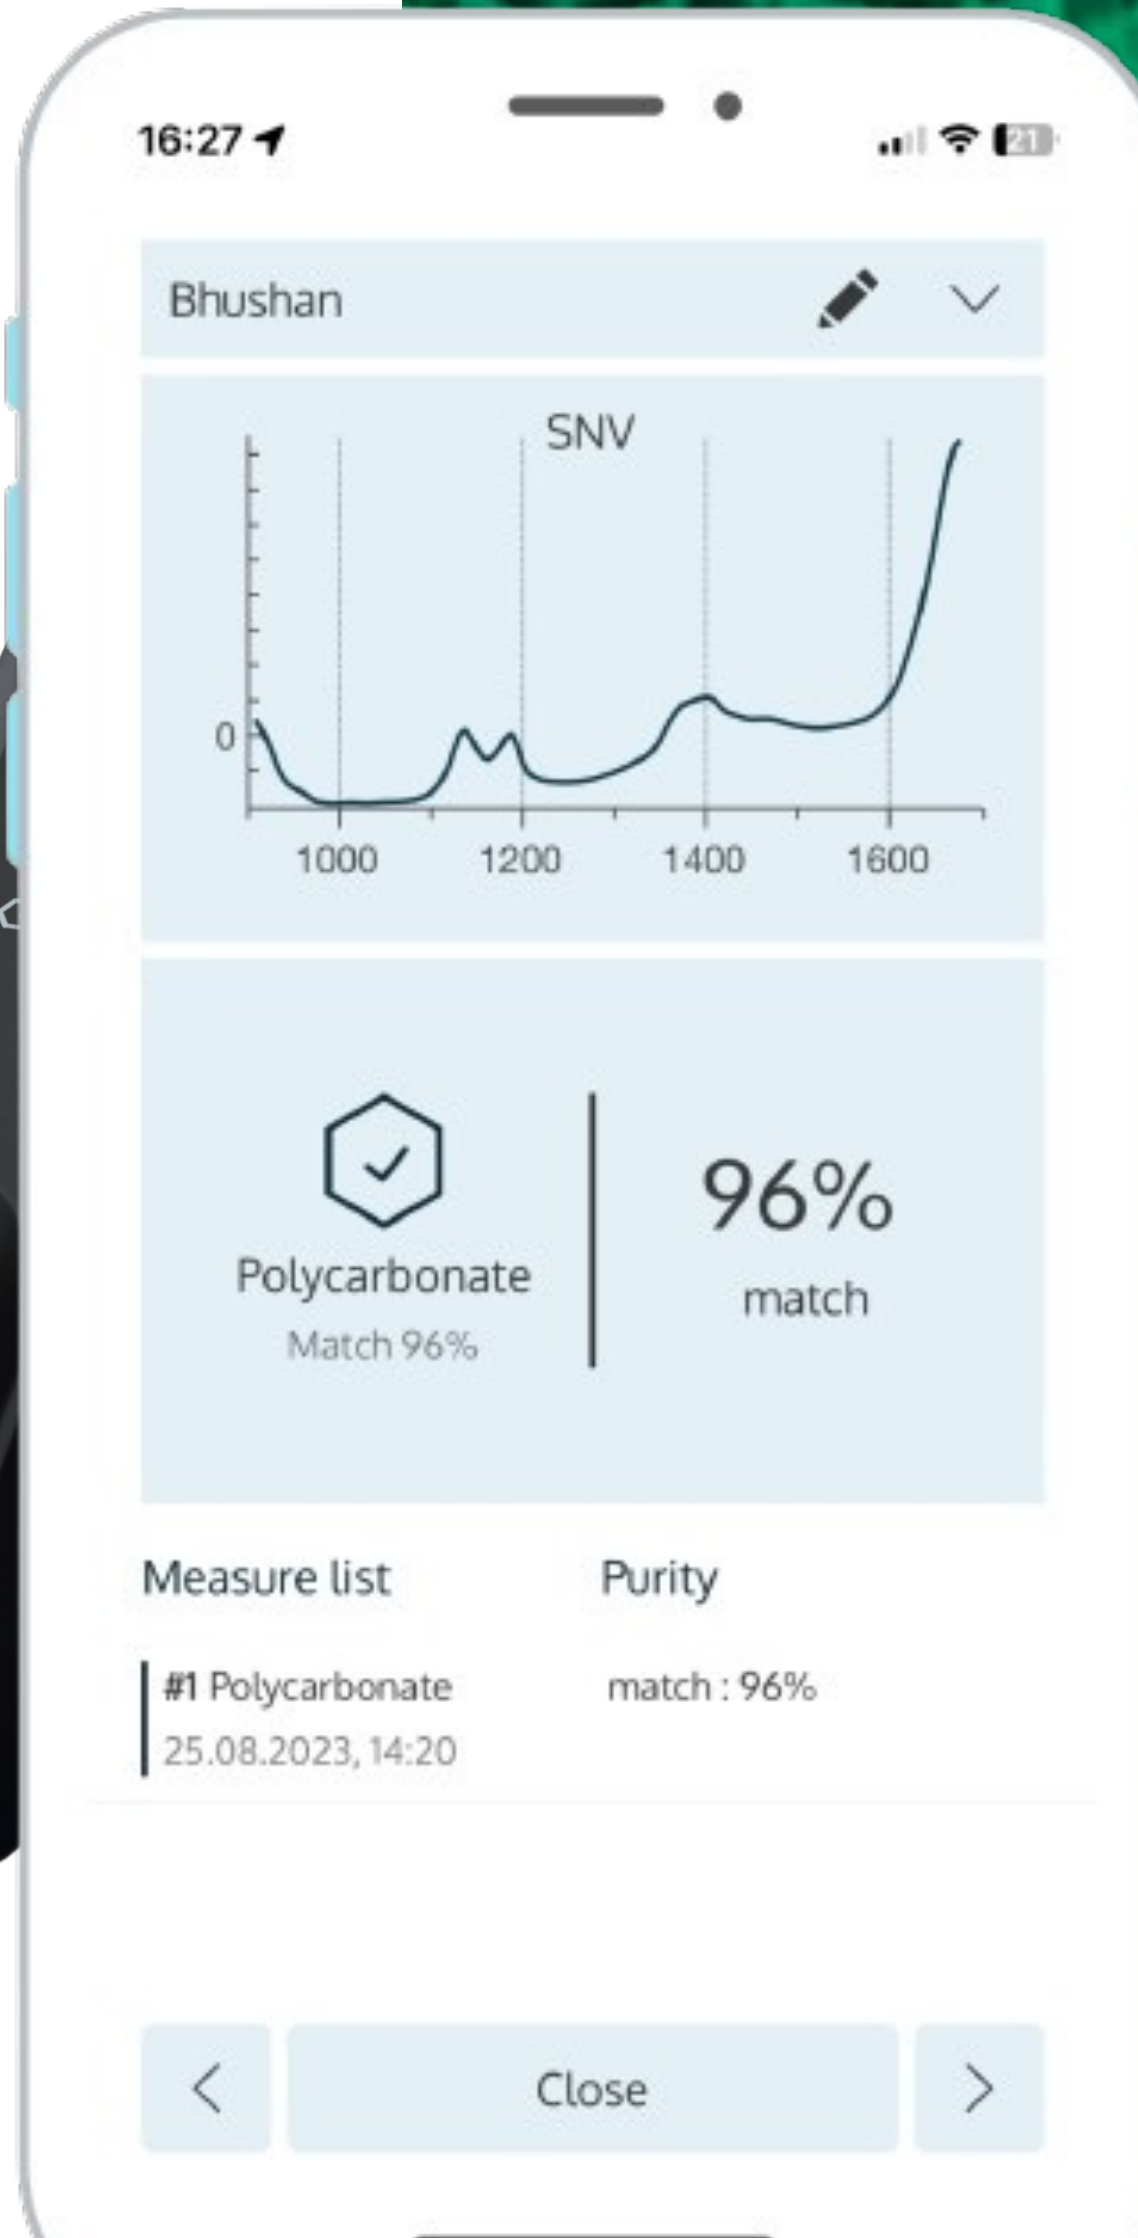 16:27
21
Bhushan
SNV
0
1000 1200 1400 1600
Polycarbonate
Match 96%
96%
match
Measure list Purity
#1 Polycarbonate match : 96%
25.08.2023, 14:20
Close